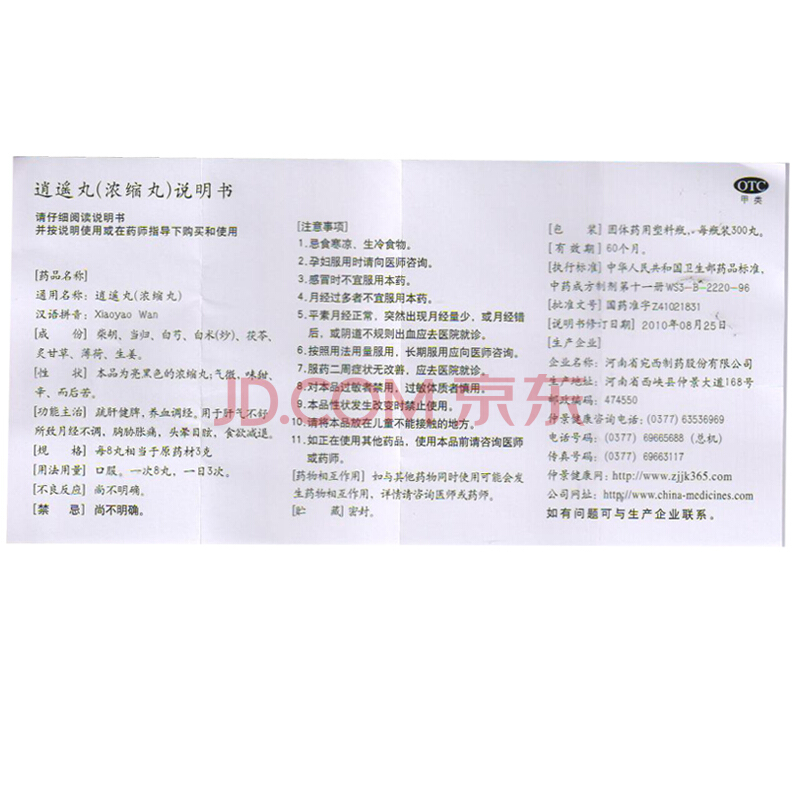 逍遥丸(浓缩丸)说明书
请仔细阅读说明书
并按说明使用或在药师指导下购买和使用
[药品名称]
通用名称：逍遥丸(浓缩丸)
汉语拼音：Xiaoyao Wan
[成　份] 柴胡、当归、白芍、白术(炒)、茯苓、
炙甘草、薄荷、生姜。
[性　状] 本品为亮黑色的浓缩丸;气微，味甜、
辛、而后苦。
[功能主治] 疏肝健脾，养血调经。用于肝气不舒
所致月经不调，胸胁胀痛，头晕目眩，食欲减退。
[规　格] 每8丸相当于原药材3克
[用法用量] 口服。一次8丸，一日3次。
[不良反应] 尚不明确。
[禁　忌] 尚不明确。
[注意事项]
1.忌食寒凉、生冷食物。
2.孕妇服用时请向医师咨询。
3.感冒时不宜服用本药。
4.月经过多者不宜服用本药。
5.平素月经正常，突然出现月经量少，或月经错
后，或阴道不规则出血应去医院就诊。
6.按照用法用量服用，长期服用应向医师咨询。
7.服药二周症状无改善，应去医院就诊。
8.对本品过敏者禁用，过敏体质者慎用。
9.本品性状发生改变时禁止使用。
10.请将本品放在儿童不能接触的地方。
11.如正在使用其他药品，使用本品前请咨询医师
或药师。
[药物相互作用] 如与其他药物同时使用可能会发
生药物相互作用，详情请咨询医师或药师。
[贮　藏] 密封。
OTC
甲类
[包　装] 固体药用塑料瓶，每瓶装300丸。
[有 效 期] 60个月。
[执行标准] 中华人民共和国卫生部药品标准，
中药成方制剂第十一册WS3-B-2220-96
[批准文号] 国药准字Z41021831
[说明书修订日期] 2010年08月25日
[生产企业]
企业名称：河南省宛西制药股份有限公司
生产地址：河南省西峡县仲景大道168号
邮政编码：474550
仲景健康咨询电话：(0377) 63536969
电话号码：(0377) 69665688 (总机)
传真号码：(0377) 69663117
仲景健康网：http://www.zjjk365.com
公司网址：http://www.china-medicines.com
如有问题可与生产企业联系。
JD.COM 京东